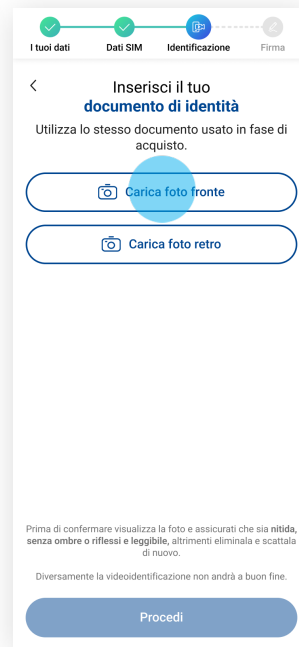 I tuoi dati Dati SIM Identificazione Firma
Inserisci il tuo
documento di identità
Utilizza lo stesso documento usato in fase di
acquisto.
Carica foto fronte
Carica foto retro
Prima di confermare visualizza la foto e assicurati che sia nitida,
senza ombre o riflessi e leggibile, altrimenti eliminala e scattala
di nuovo.
Diversamente la videoidentificazione non andrà a buon fine.
Procedi